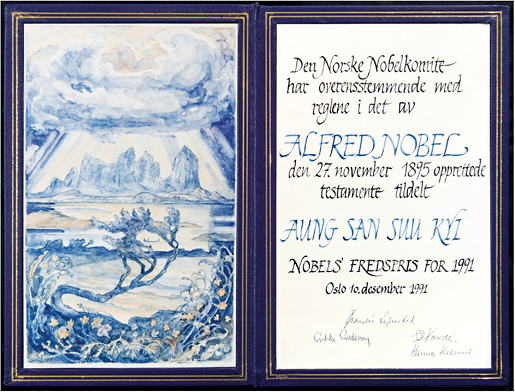 Den Norske Nobelkomite
har overensstemmende med
reglene i det av
ALFRED NOBEL
den 27. november 1895 opprettede
testamente tildelt
AUNG SAN SUU KYI
NOBELS FREDSPRIS FOR 1991
Oslo 10. desember 1991